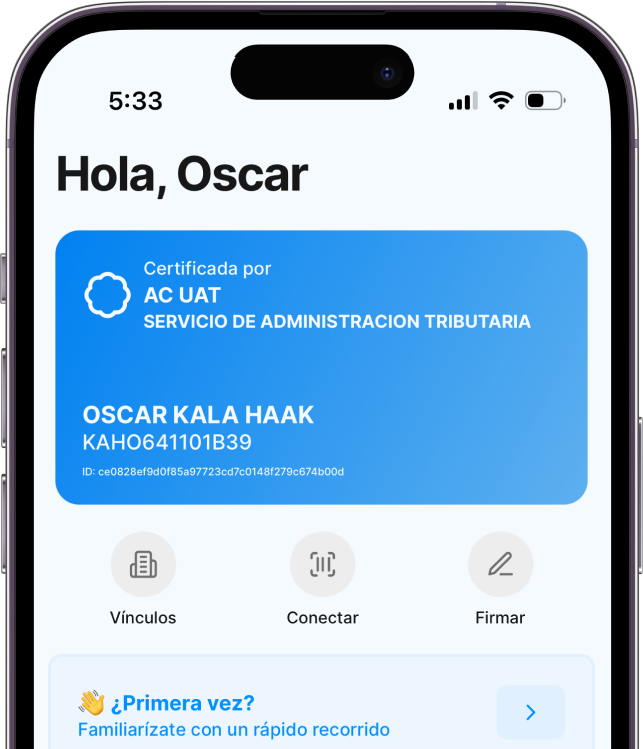 5:33
Hola, Oscar
Certificada por
AC UAT
SERVICIO DE ADMINISTRACION TRIBUTARIA
OSCAR KALA HAAK
KAHO641101B39
ID: ce0828ef9d0f85a97723cd7c0148f279c674b00d
Vínculos
Conectar
Firmar
👋 ¿Primera vez?
Familiarízate con un rápido recorrido